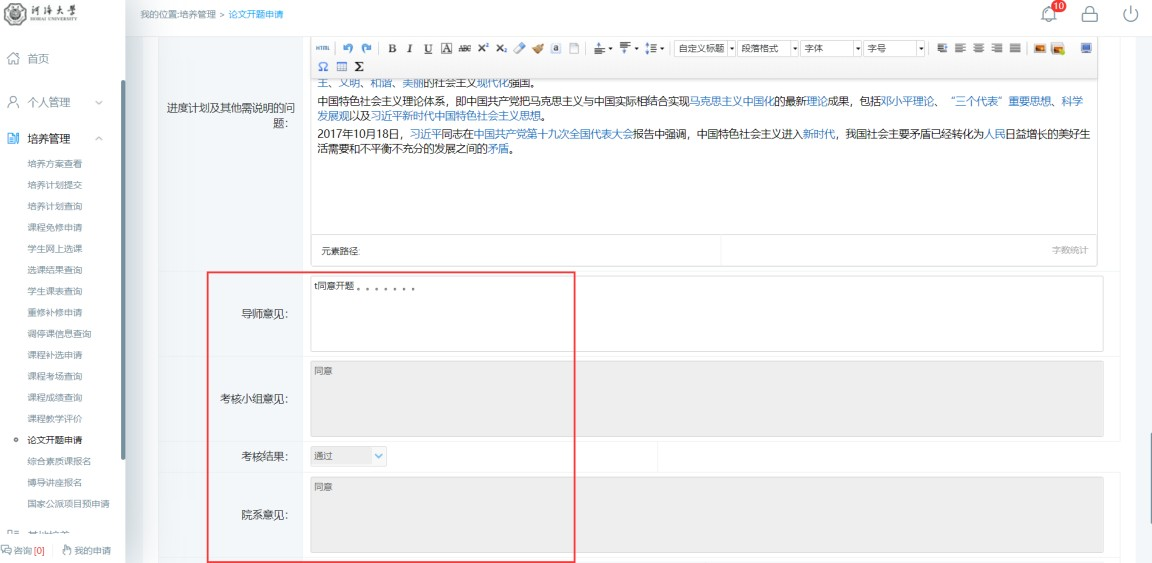 河海大学
HOHAI UNIVERSITY
我的位置:培养管理 > 论文开题申请
10
首页
个人管理
培养管理
培养方案查看
培养计划提交
培养计划查询
课程免修申请
学生网上选课
选课结果查询
学生课表查询
重修补修申请
调停课信息查询
课程补选申请
课程考场查询
课程成绩查询
课程教学评价
论文开题申请
综合素质课报名
博导讲座报名
国家公派项目预申请
咨询[0]
我的申请
HTML B I U A ABC X² X₂ a 自定义标题 段落格式 字体 字号
Ω Σ
进度计划及其他需说明的问题:
主、文明、和谐、美丽的社会主义现代化强国。
中国特色社会主义理论体系，即中国共产党把马克思主义与中国实际相结合实现马克思主义中国化的最新理论成果，包括邓小平理论、“三个代表”重要思想、科学
发展观以及习近平新时代中国特色社会主义思想。
2017年10月18日，习近平同志在中国共产党第十九次全国代表大会报告中强调，中国特色社会主义进入新时代，我国社会主要矛盾已经转化为人民日益增长的美好生
活需要和不平衡不充分的发展之间的矛盾。
元素路径:
字数统计
导师意见:
t同意开题。。。。。。。
考核小组意见:
同意
考核结果:
通过
院系意见:
同意